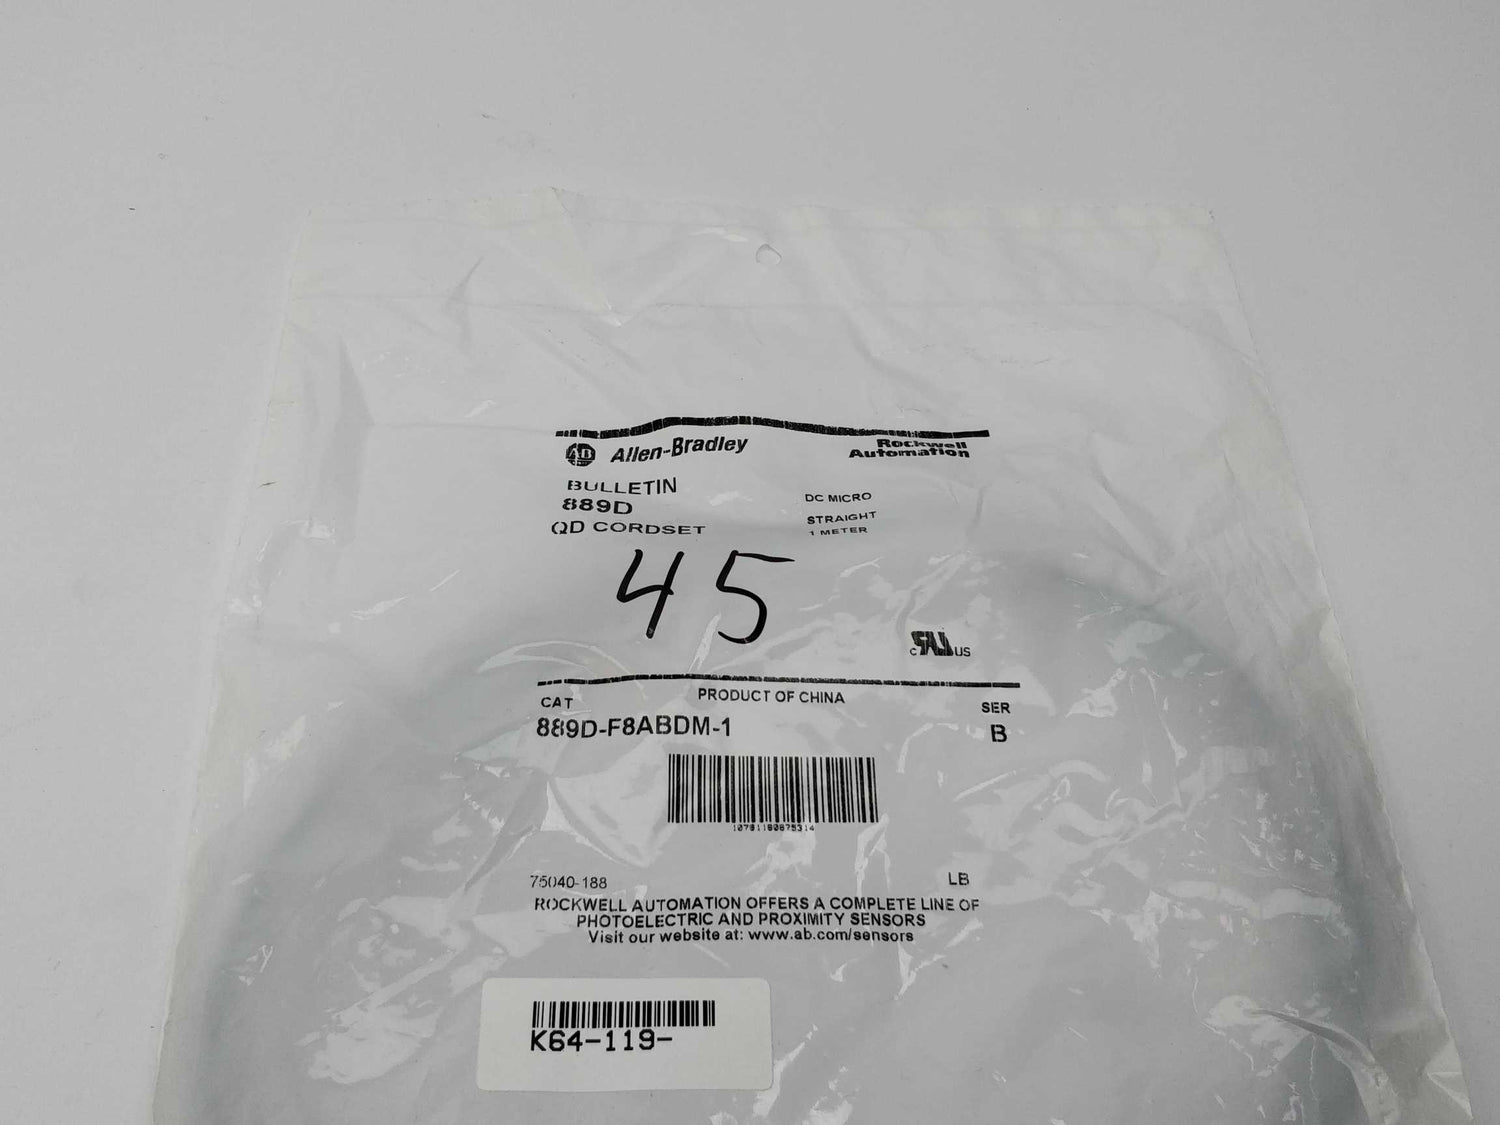 AB Allen-Bradley Rockwell Automation
BULLETIN
889D DC MICRO
QD CORDSET STRAIGHT
1 METER
45
c US
PRODUCT OF CHINA
CAT SER
889D-F8ABDM-1 B
75040-188 LB
ROCKWELL AUTOMATION OFFERS A COMPLETE LINE OF
PHOTOELECTRIC AND PROXIMITY SENSORS
Visit our website at: www.ab.com/sensors
K64-119-